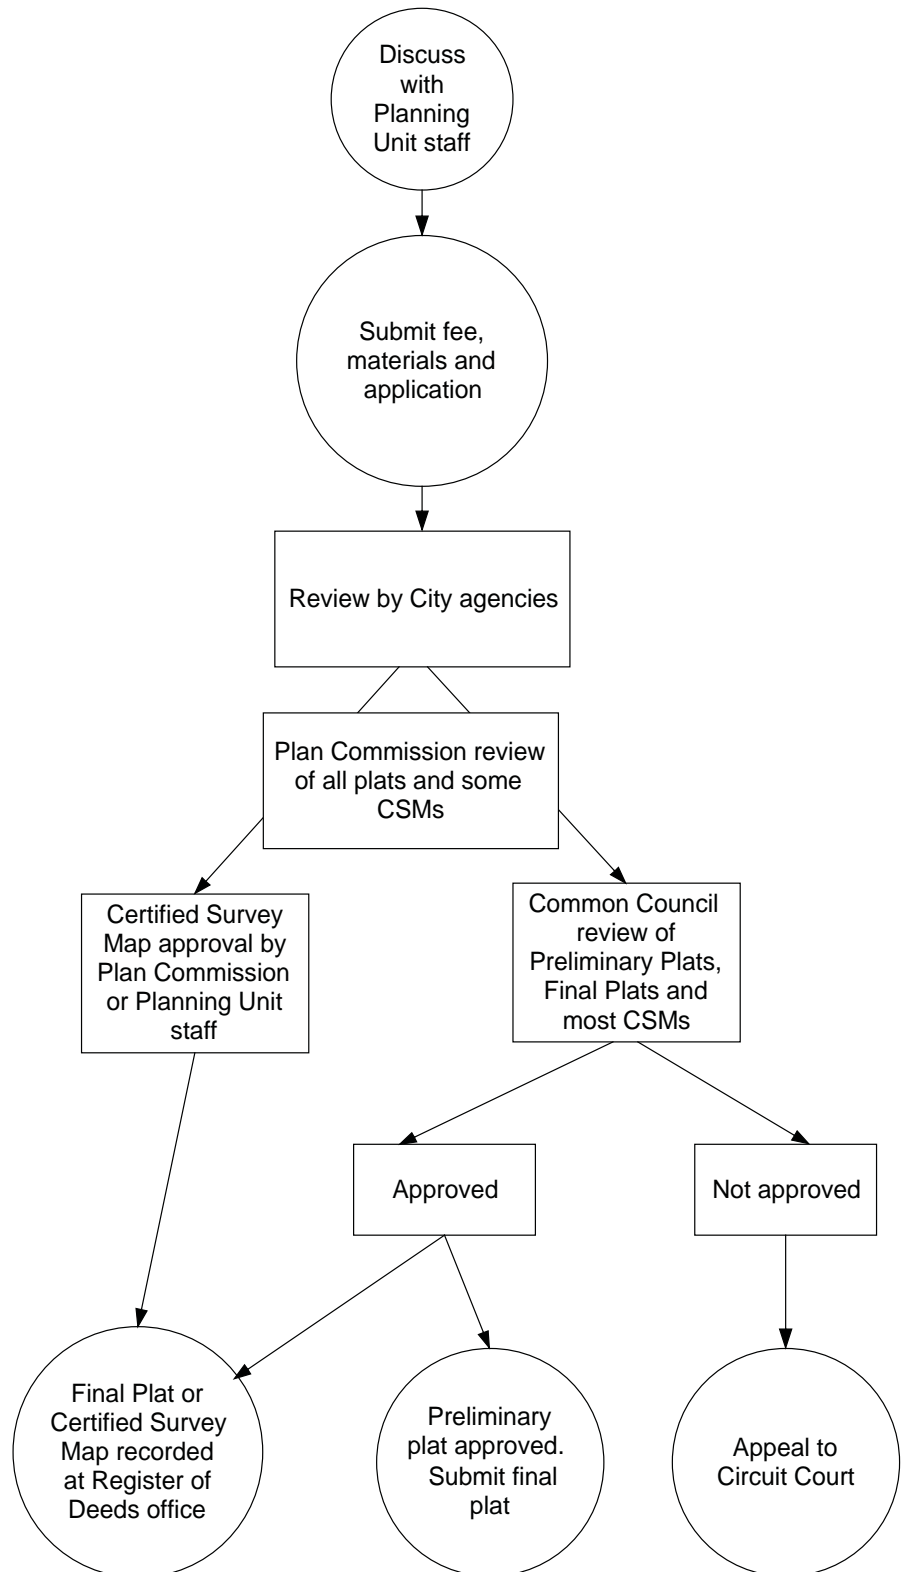 Discuss
with
Planning
Unit staff
Submit fee,
materials and
application
Review by City agencies
Plan Commission review
of all plats and some
CSMs
Certified Survey
Map approval by
Plan Commission
or Planning Unit
staff
Common Council
review of
Preliminary Plats,
Final Plats and
most CSMs
Approved
Not approved
Final Plat or
Certified Survey
Map recorded
at Register of
Deeds office
Preliminary
plat approved.
Submit final
plat
Appeal to
Circuit Court